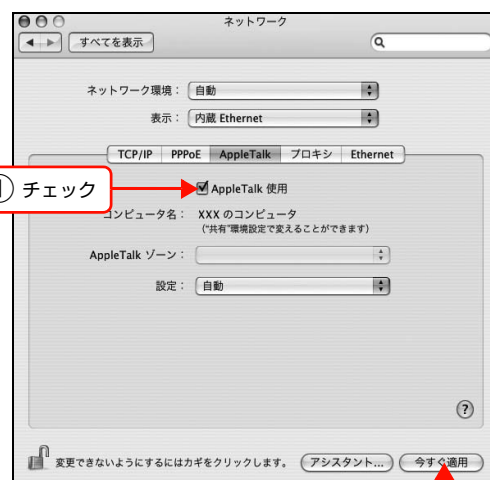 ネットワーク
すべてを表示
ネットワーク環境： 自動
表示： 内蔵 Ethernet
TCP/IP PPPoE AppleTalk プロキシ Ethernet
① チェック
AppleTalk 使用
コンピュータ名： XXX のコンピュータ
(“共有”環境設定で変えることができます)
AppleTalk ゾーン：
設定： 自動
?
変更できないようにするにはカギをクリックします。 アシスタント... 今すぐ適用